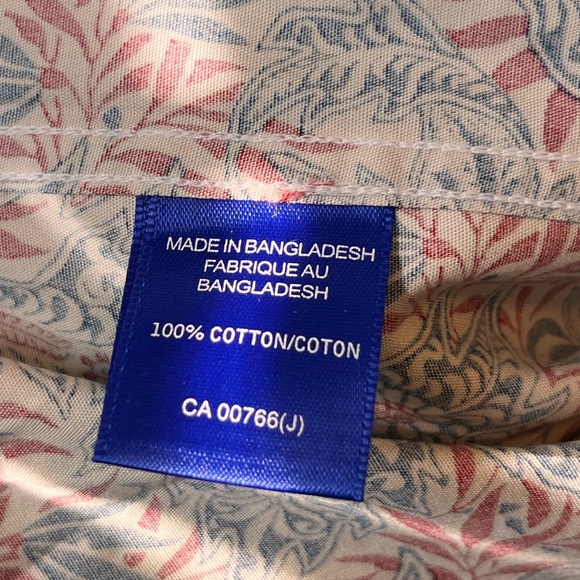 MADE IN BANGLADESH
FABRIQUE AU
BANGLADESH
100% COTTON/COTON
CA 00766(J)